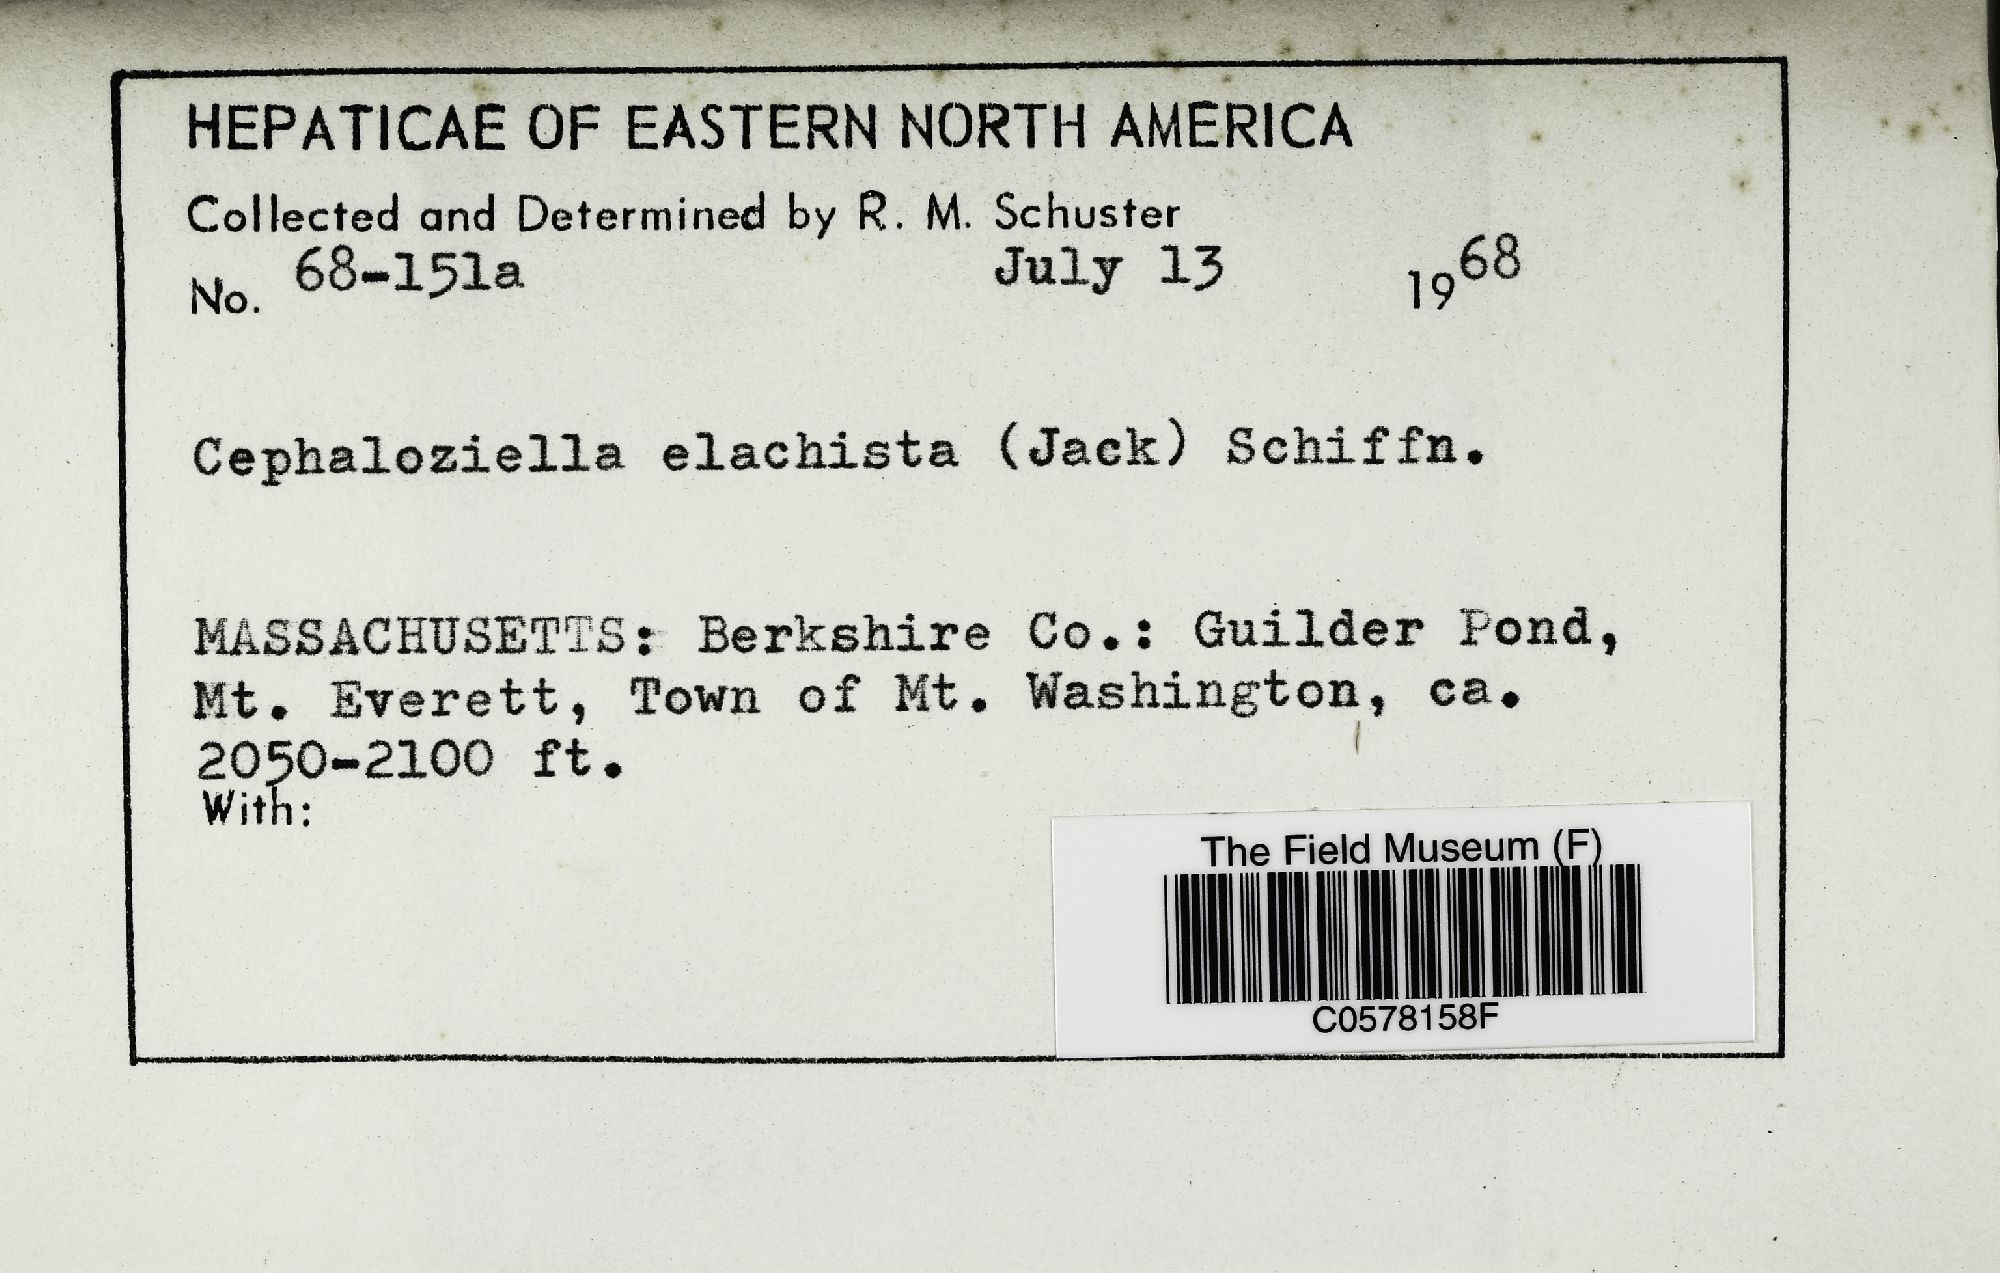 HEPATICAE OF EASTERN NORTH AMERICA
Collected and Determined by R. M. Schuster
No. 68-151a July 13 1968
Cephaloziella elachista (Jack) Schiffn.
MASSACHUSETTS: Berkshire Co.: Guilder Pond,
Mt. Everett, Town of Mt. Washington, ca.
2050-2100 ft.
With:
The Field Museum (F)
C0578158F